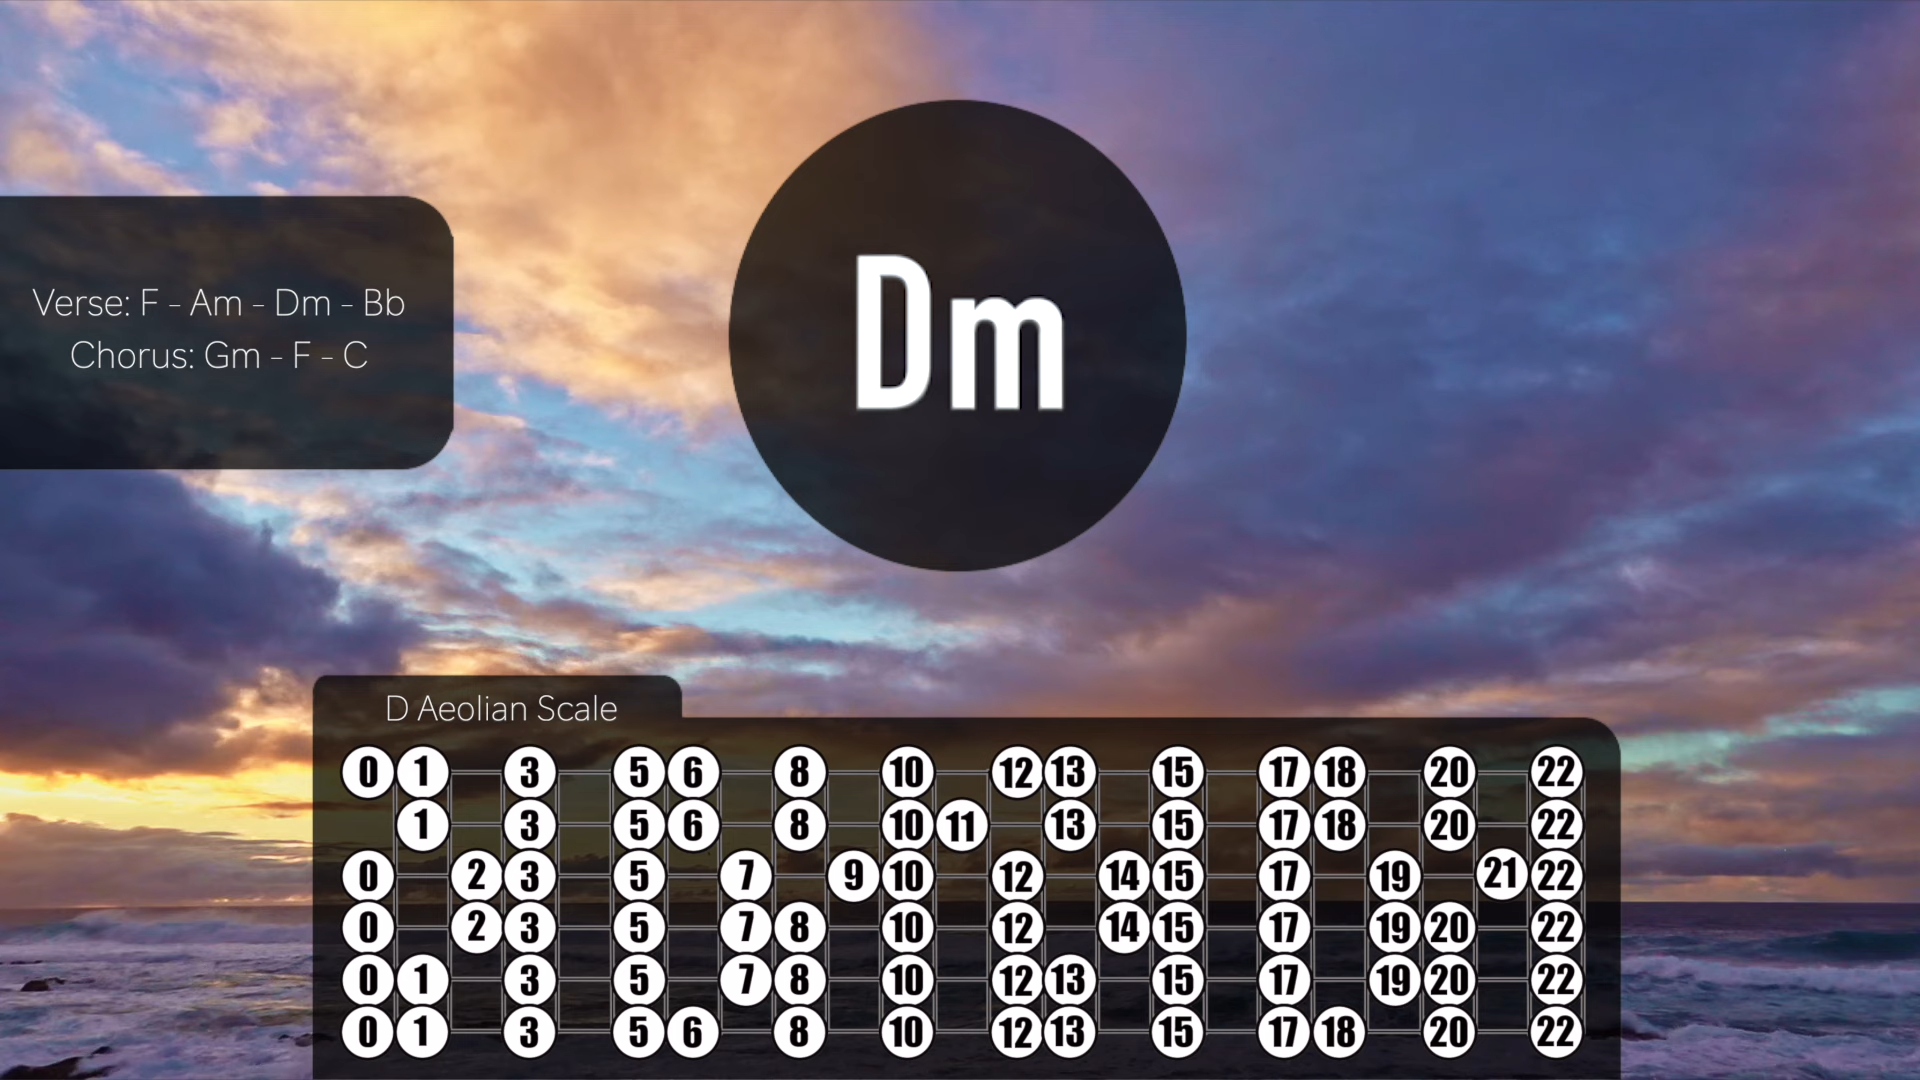 Dm
Verse: F - Am - Dm - Bb
Chorus: Gm - F - C
D Aeolian Scale
0 1 3 5 6 8 10 12 13 15 17 18 20 22
1 3 5 6 8 10 11 13 15 17 18 20 22
0 2 3 5 7 9 10 12 14 15 17 19 21 22
0 2 3 5 7 8 10 12 14 15 17 19 20 22
0 1 3 5 7 8 10 12 13 15 17 19 20 22
0 1 3 5 6 8 10 12 13 15 17 18 20 22